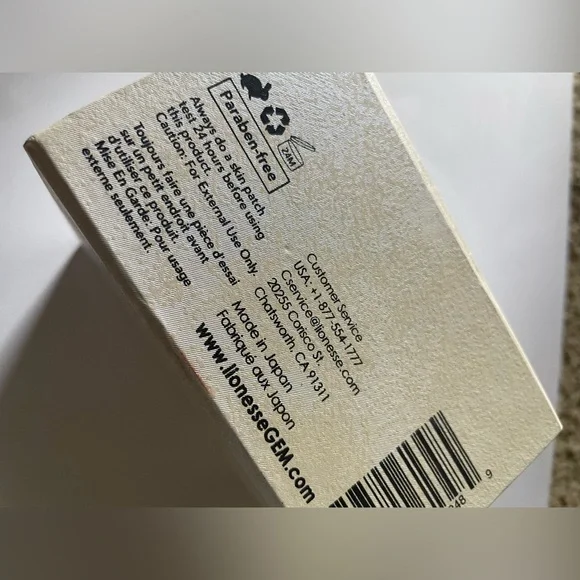 Paraben-free
24M
Always do a skin patch
test 24 hours before using
this product.
Caution: For External Use Only.
Toujours faire une pièce d'essai
sur un petit endroit avant
d'utiliser ce produit.
Mise En Garde: Pour usage
externe seulement.
Customer Service
USA: +1-877-554-1777
Cservice@lionesse.com
20255 Corisco St.
Chatsworth, CA 91311
Made in Japan
Fabriqué aux Japon
www.lionesseGEM.com
248 9